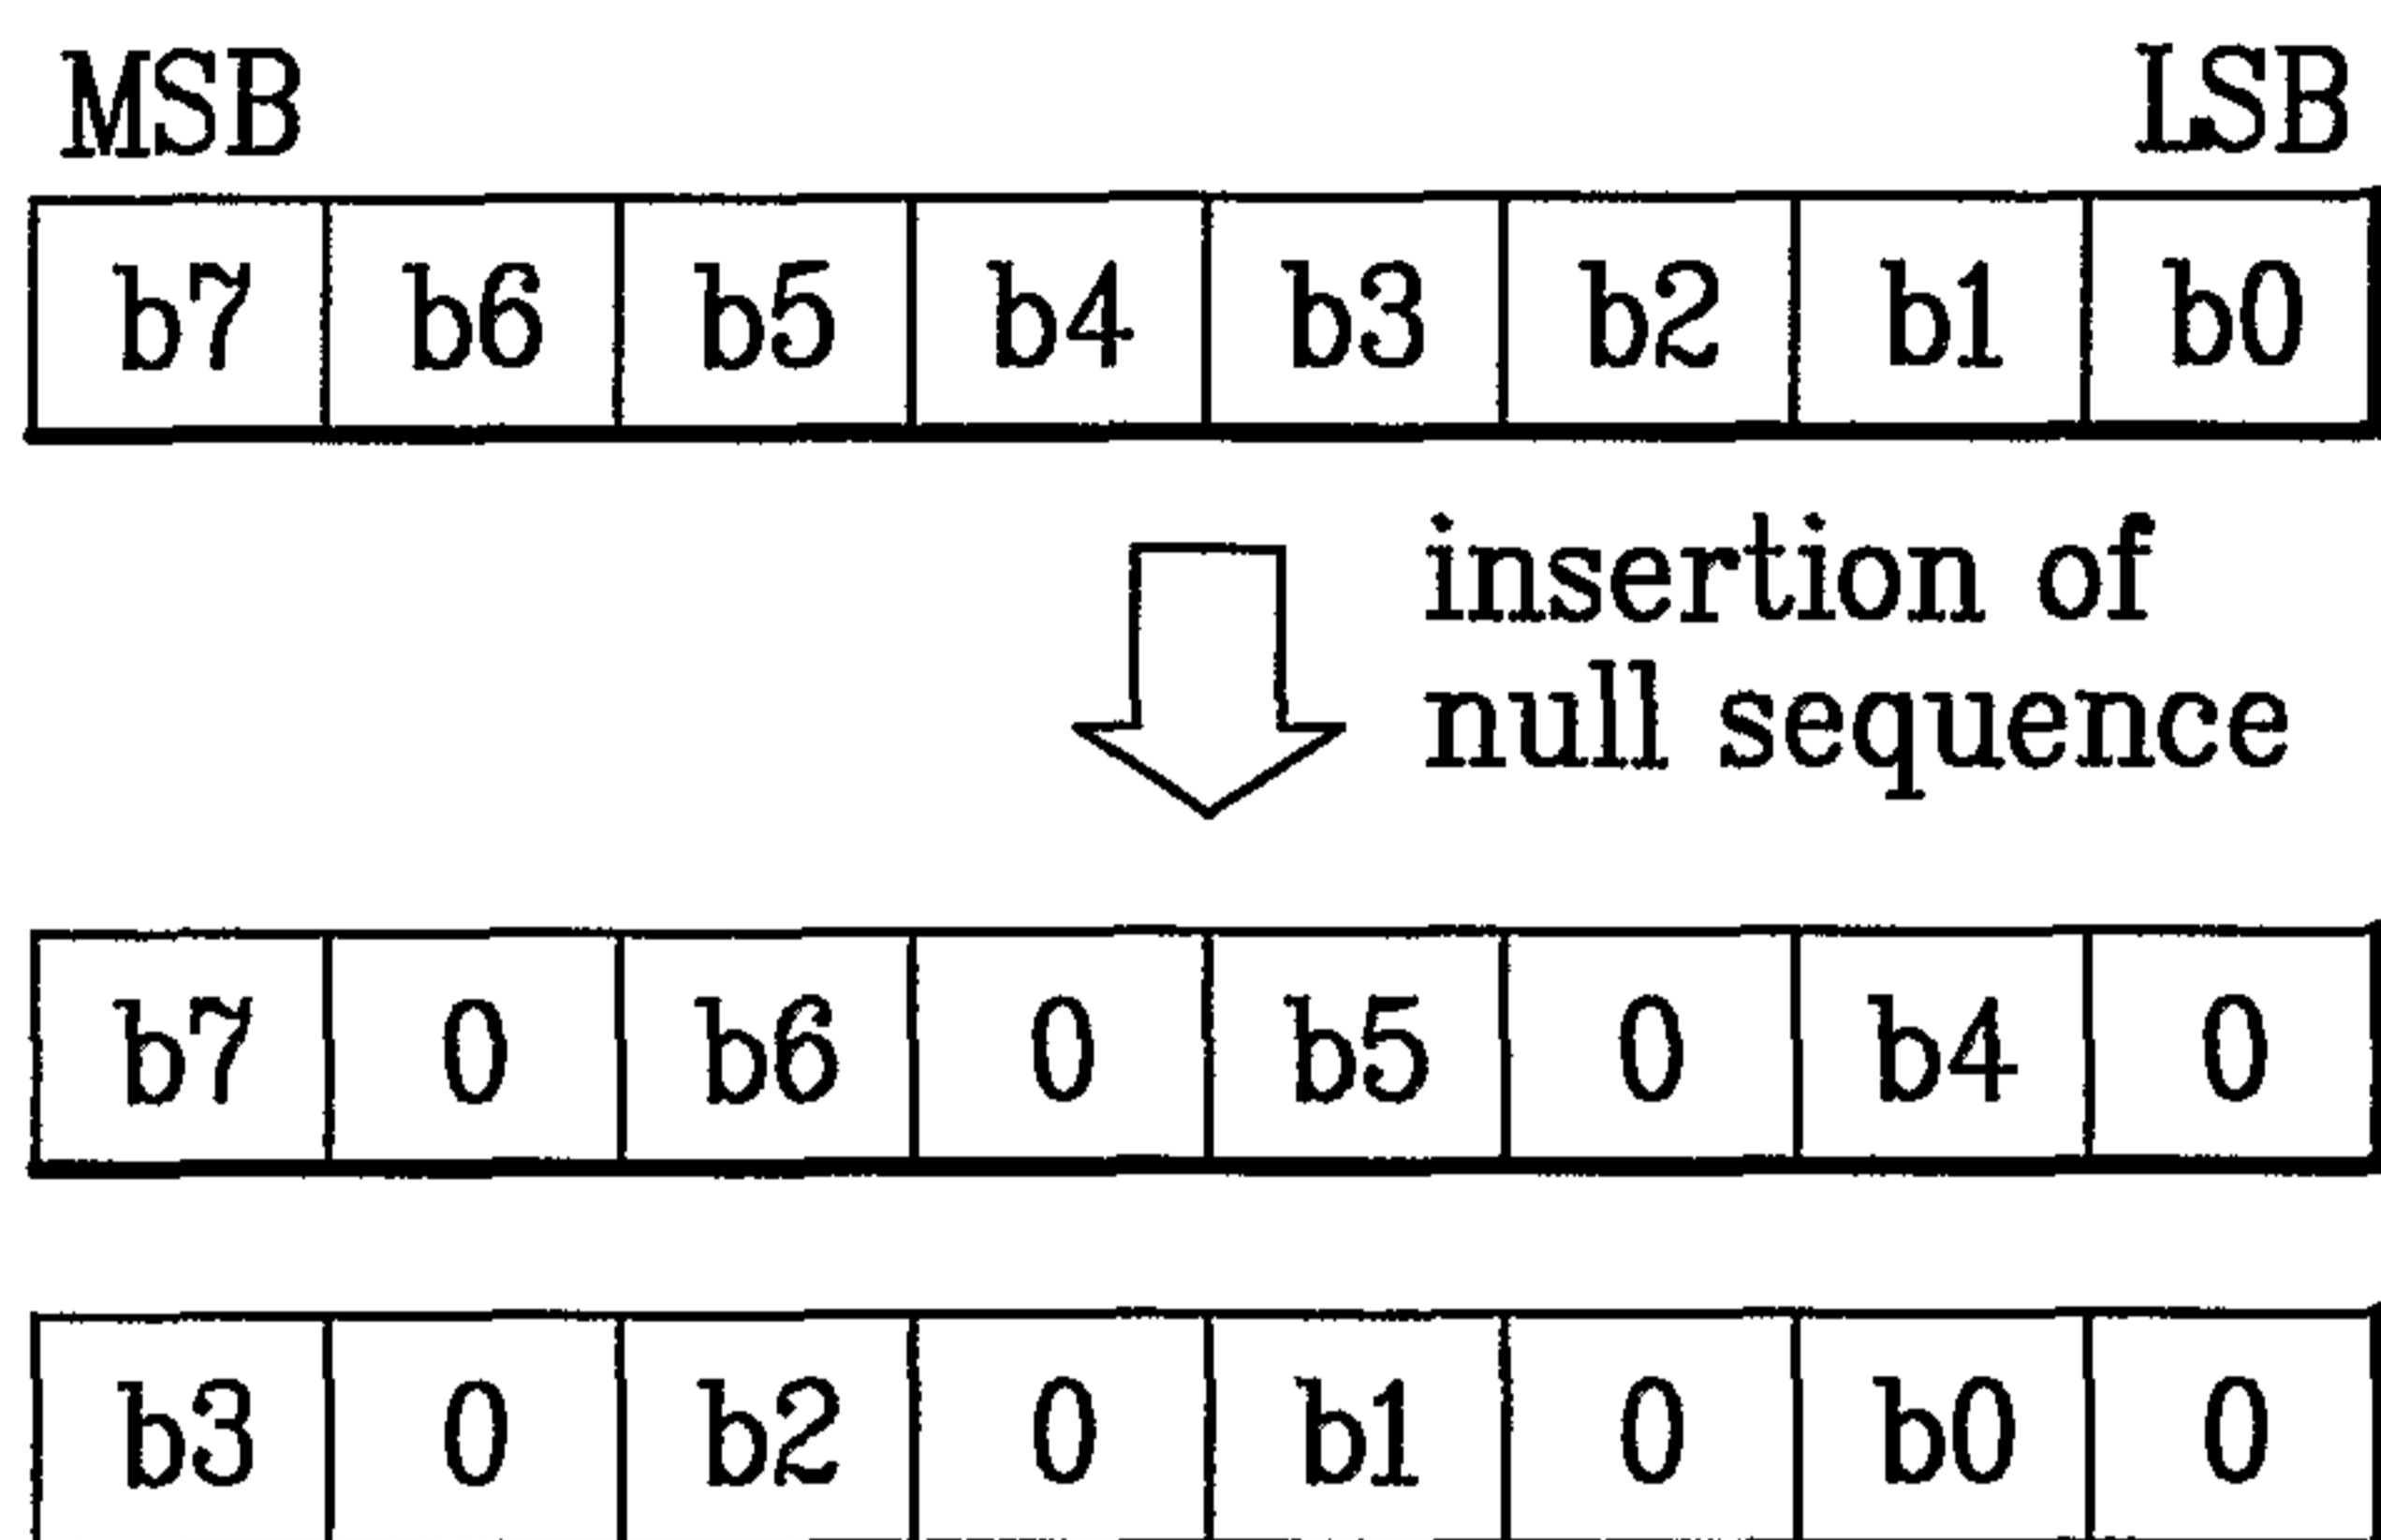 MSB LSB
b7 b6 b5 b4 b3 b2 b1 b0
insertion of
null sequence
b7 0 b6 0 b5 0 b4 0
b3 0 b2 0 b1 0 b0 0